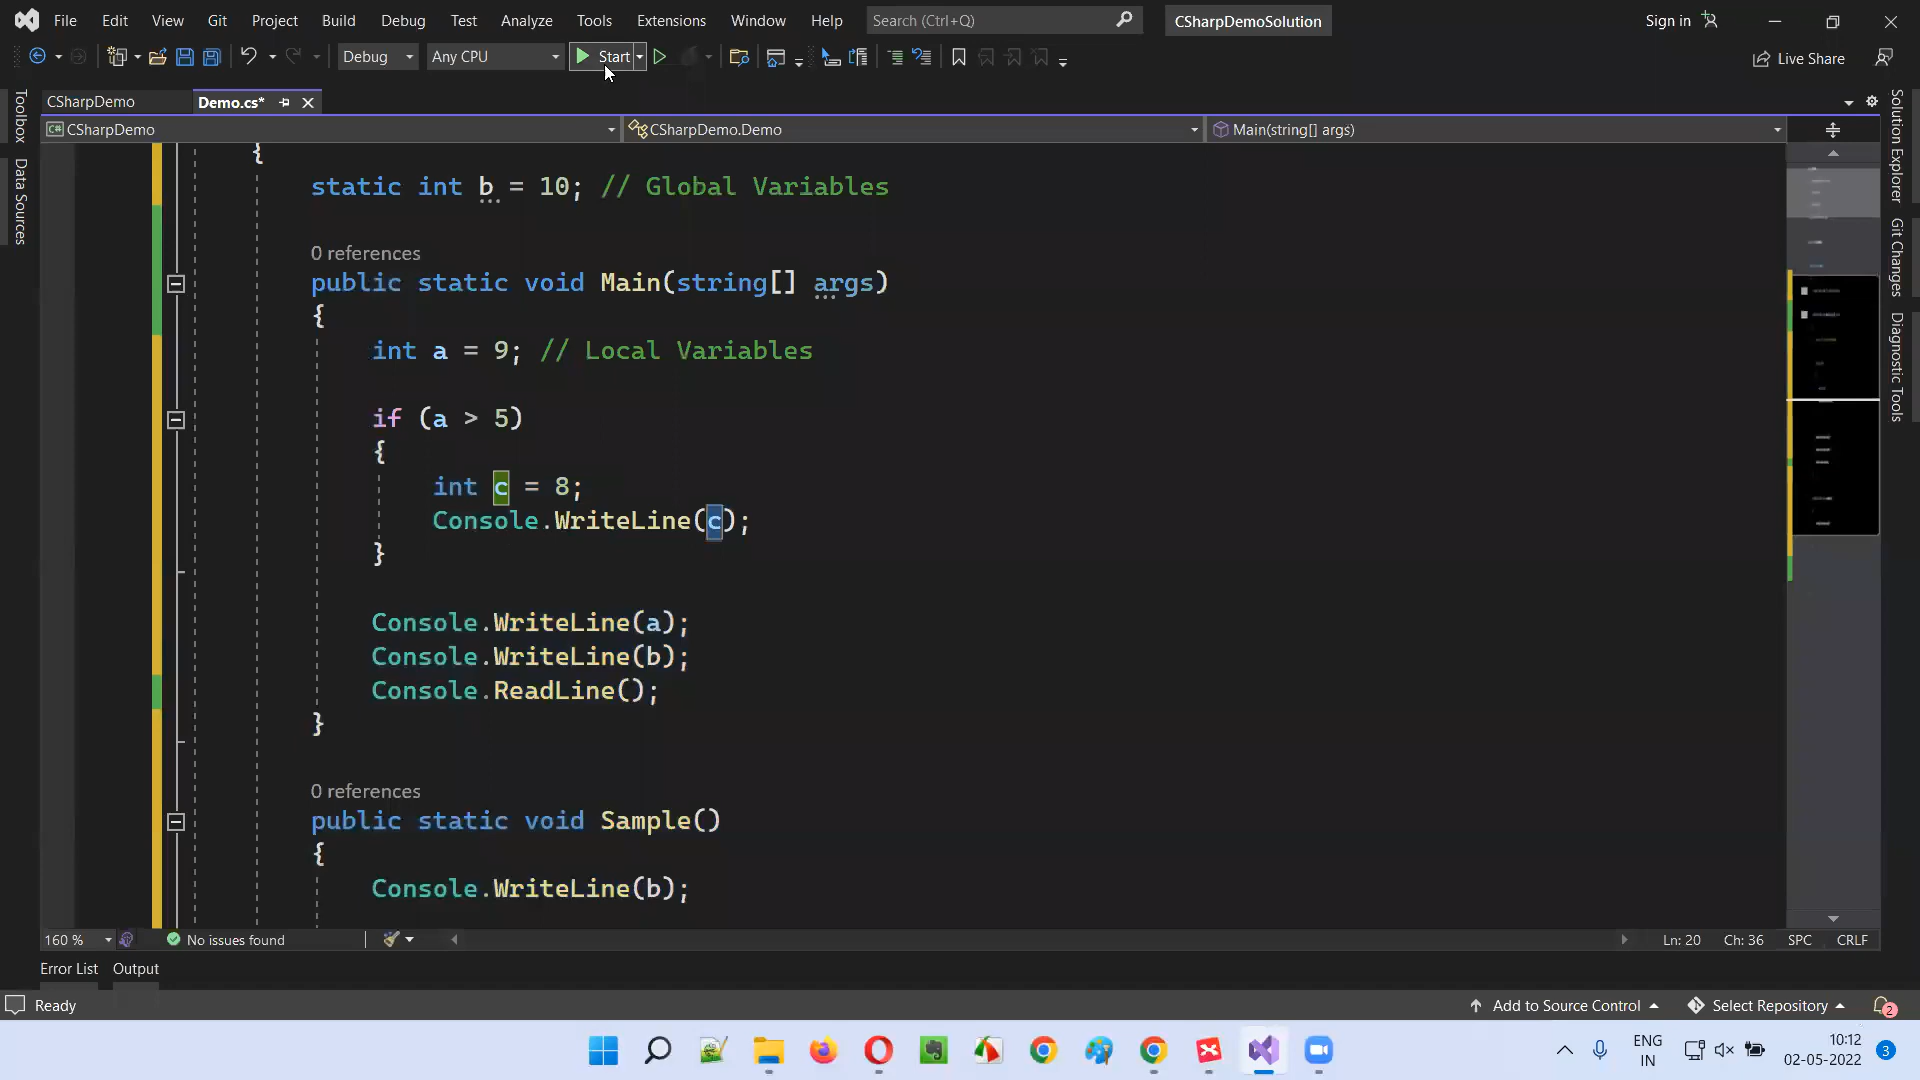 File Edit View Git Project Build Debug Test Analyze Tools Extensions Window Help Search (Ctrl+Q) CSharpDemoSolution Sign in
Debug Any CPU Start Live Share
CSharpDemo Demo.cs*
CSharpDemo CSharpDemo.Demo Main(string[] args)
Toolbox
Data Sources
{
static int b = 10; // Global Variables
0 references
public static void Main(string[] args)
{
int a = 9; // Local Variables
if (a > 5)
{
int c = 8;
Console.WriteLine(c);
}
Console.WriteLine(a);
Console.WriteLine(b);
Console.ReadLine();
}
0 references
public static void Sample()
{
Console.WriteLine(b);
Solution Explorer
Git Changes
Diagnostic Tools
160 % No issues found Ln: 20 Ch: 36 SPC CRLF
Error List Output
Ready Add to Source Control Select Repository 2
ENG
IN
10:12
02-05-2022
3